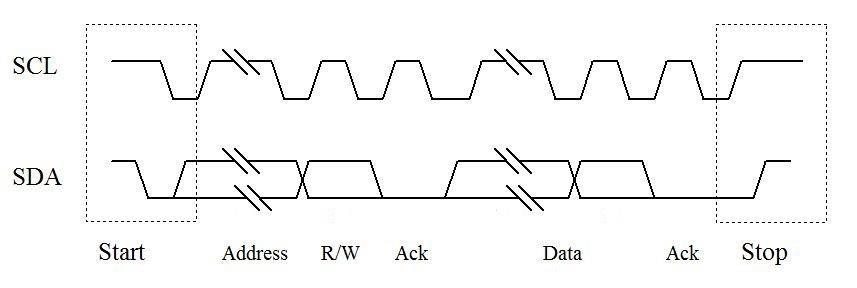 SCL
SDA
Start Address R/W Ack Data Ack Stop